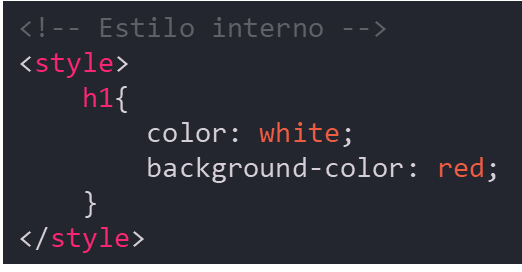 <!-- Estilo interno -->
<style>
    h1{
        color: white;
        background-color: red;
    }
</style>